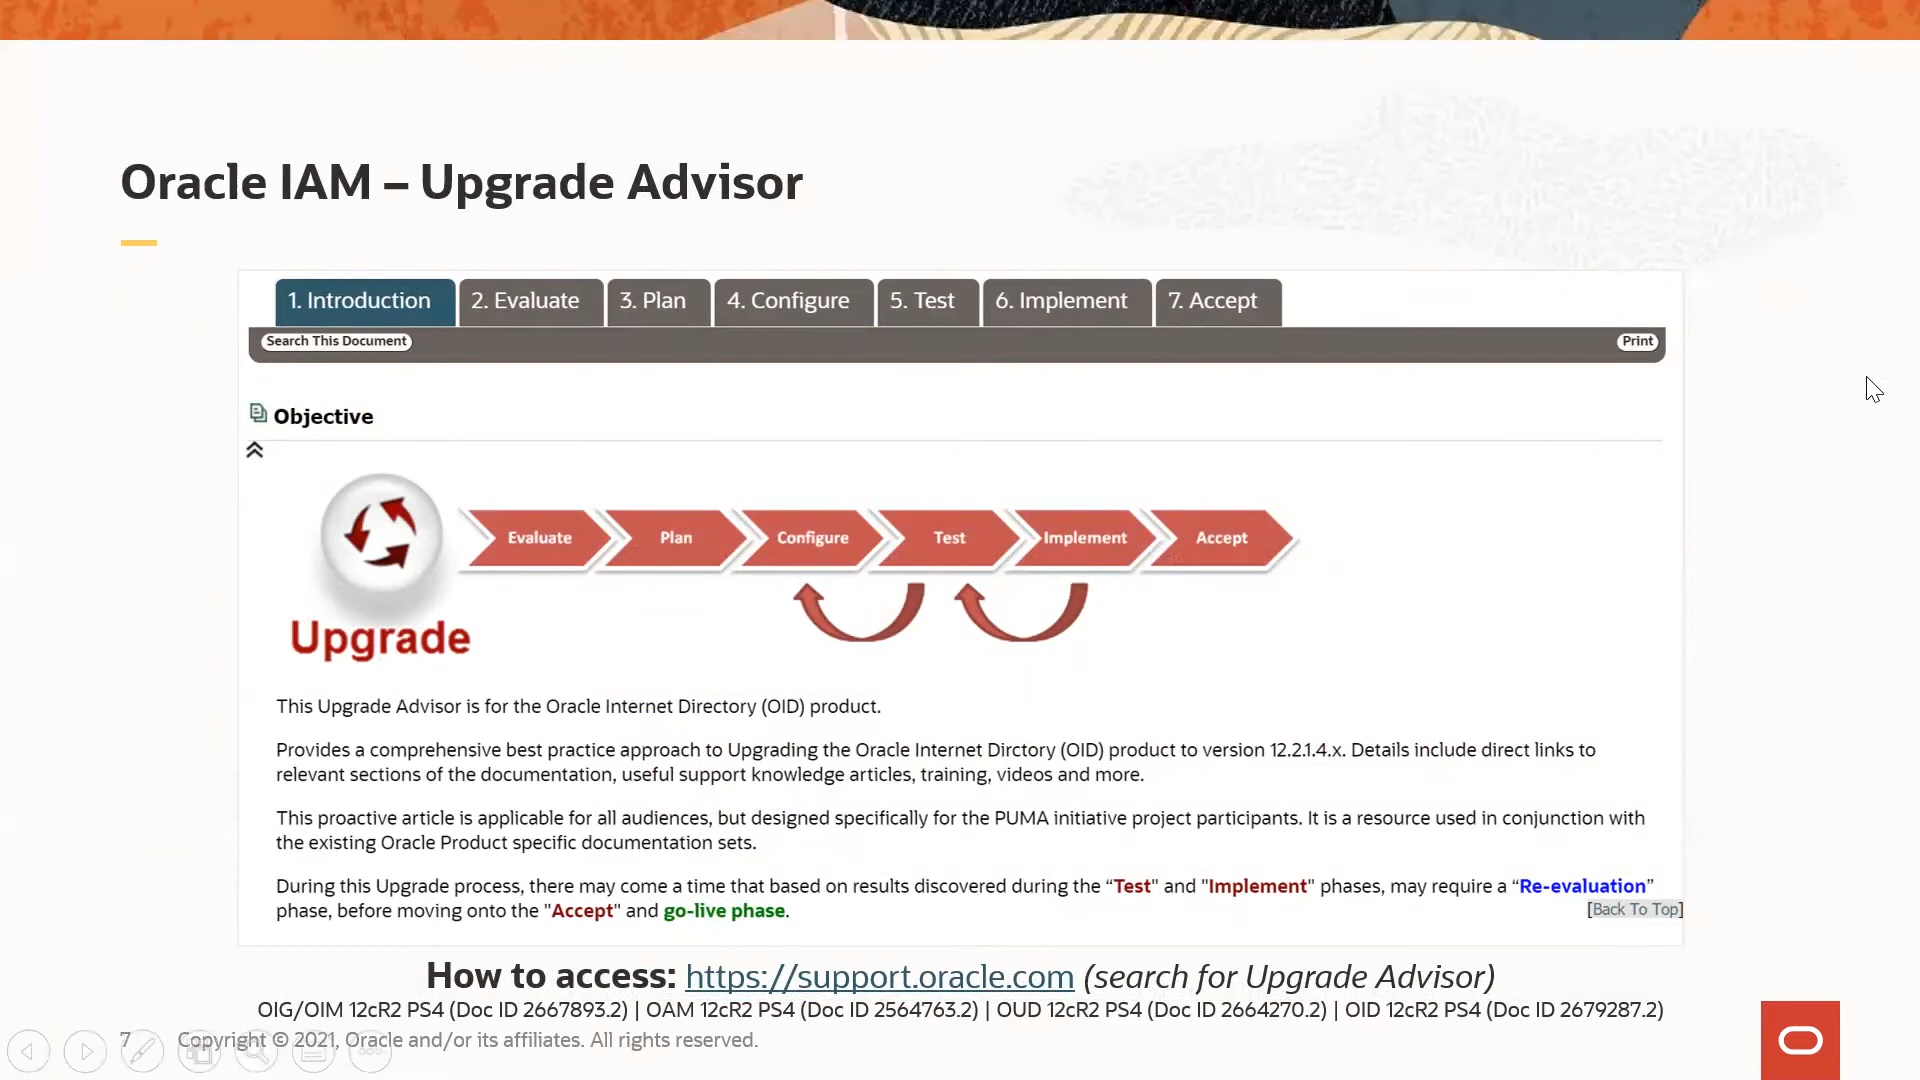 Oracle IAM – Upgrade Advisor
1. Introduction
2. Evaluate
3. Plan
4. Configure
5. Test
6. Implement
7. Accept
Search This Document
Print
Objective
Evaluate
Plan
Configure
Test
Implement
Accept
Upgrade
This Upgrade Advisor is for the Oracle Internet Directory (OID) product.
Provides a comprehensive best practice approach to Upgrading the Oracle Internet Dirctory (OID) product to version 12.2.1.4.x. Details include direct links to
relevant sections of the documentation, useful support knowledge articles, training, videos and more.
This proactive article is applicable for all audiences, but designed specifically for the PUMA initiative project participants. It is a resource used in conjunction with
the existing Oracle Product specific documentation sets.
During this Upgrade process, there may come a time that based on results discovered during the “Test" and "Implement" phases, may require a “Re-evaluation”
phase, before moving onto the "Accept" and go-live phase.
[Back To Top]
How to access: https://support.oracle.com (search for Upgrade Advisor)
OIG/OIM 12cR2 PS4 (Doc ID 2667893.2) | OAM 12cR2 PS4 (Doc ID 2564763.2) | OUD 12cR2 PS4 (Doc ID 2664270.2) | OID 12cR2 PS4 (Doc ID 2679287.2)
7 Copyright © 2021, Oracle and/or its affiliates. All rights reserved.